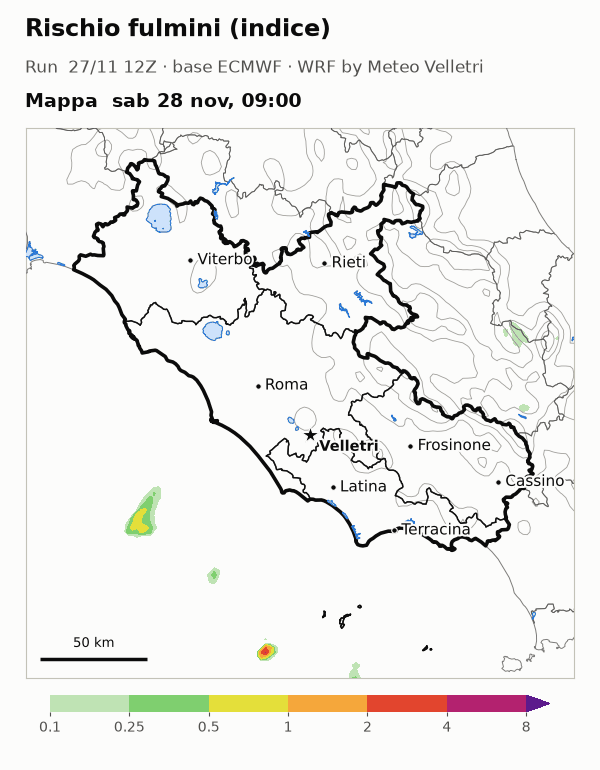 Rischio fulmini (indice)
Run  27/11 12Z · base ECMWF · WRF by Meteo Velletri
Mappa  sab 28 nov, 09:00
Viterbo
Rieti
Roma
Velletri
Frosinone
Latina
Cassino
Terracina
50 km
0.1 0.25 0.5 1 2 4 8